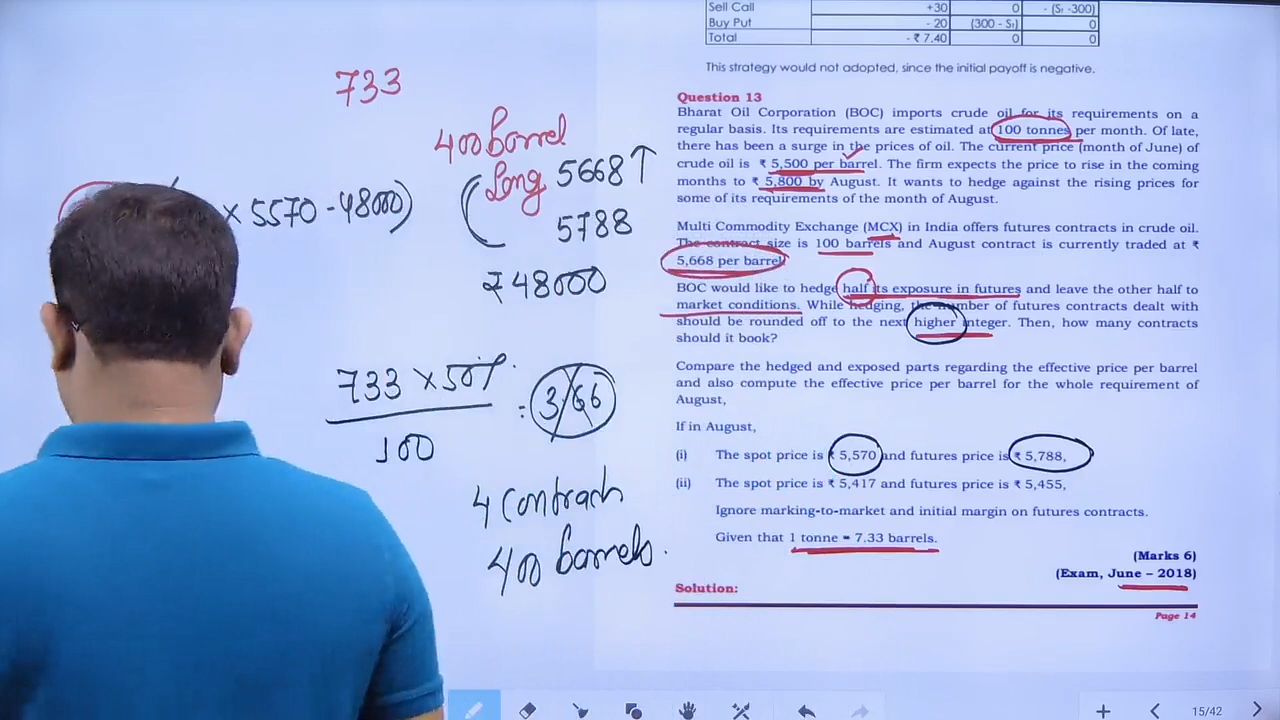 733
400 barrel
Long 5668↑
5788
₹48000
× 5570 - 48000)
733 × 50%
100
= 3.66
4 Contrach
400 barrels.
Sell Call +30 0 - (S₁ -300)
Buy Put - 20 (300 - S₁) 0
Total - ₹ 7.40 0 0
This strategy would not adopted, since the initial payoff is negative.
Question 13
Bharat Oil Corporation (BOC) imports crude oil for its requirements on a
regular basis. Its requirements are estimated at 100 tonnes per month. Of late,
there has been a surge in the prices of oil. The current price (month of June) of
crude oil is ₹ 5,500 per barrel. The firm expects the price to rise in the coming
months to ₹ 5,800 by August. It wants to hedge against the rising prices for
some of its requirements of the month of August.
Multi Commodity Exchange (MCX) in India offers futures contracts in crude oil.
The contract size is 100 barrels and August contract is currently traded at ₹
5,668 per barrel
BOC would like to hedge half its exposure in futures and leave the other half to
market conditions. While hedging, the number of futures contracts dealt with
should be rounded off to the next higher integer. Then, how many contracts
should it book?
Compare the hedged and exposed parts regarding the effective price per barrel
and also compute the effective price per barrel for the whole requirement of
August,
If in August,
(i) The spot price is ₹ 5,570 and futures price is ₹ 5,788,
(ii) The spot price is ₹ 5,417 and futures price is ₹ 5,455,
Ignore marking-to-market and initial margin on futures contracts.
Given that 1 tonne = 7.33 barrels.
(Marks 6)
(Exam, June – 2018)
Solution:
Page 14
15/42